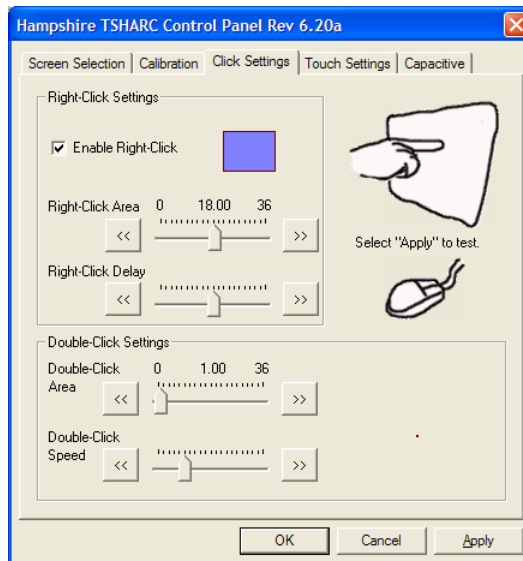 Hampshire TSHARC Control Panel Rev 6.20a
Screen Selection Calibration Click Settings Touch Settings Capacitive
Right-Click Settings
Enable Right-Click
Right-Click Area 0 18.00 36
<< >>
Select "Apply" to test.
Right-Click Delay
<< >>
Double-Click Settings
Double-Click 0 1.00 36
Area
<< >>
Double-Click
Speed
<< >>
OK Cancel Apply